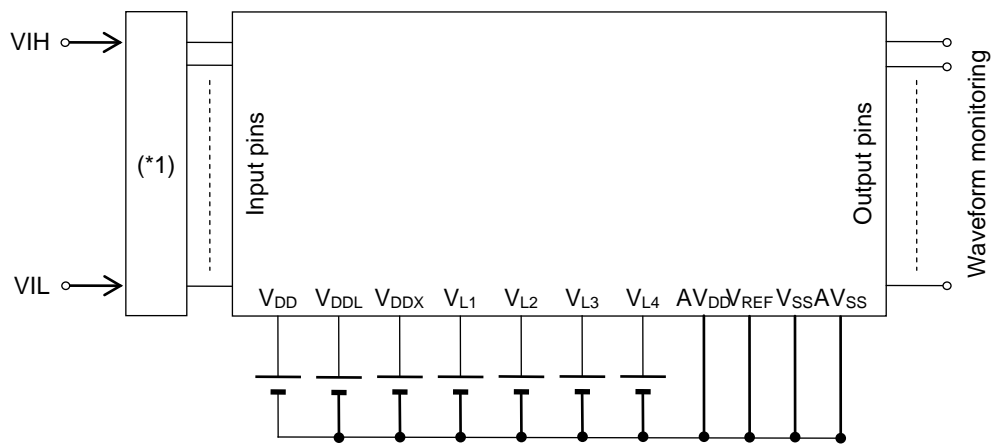 VIH
(*1)
VIL
Input pins
Output pins
Waveform monitoring
VDD VDDL VDDX VL1 VL2 VL3 VL4 AVDD VREF VSS AVSS